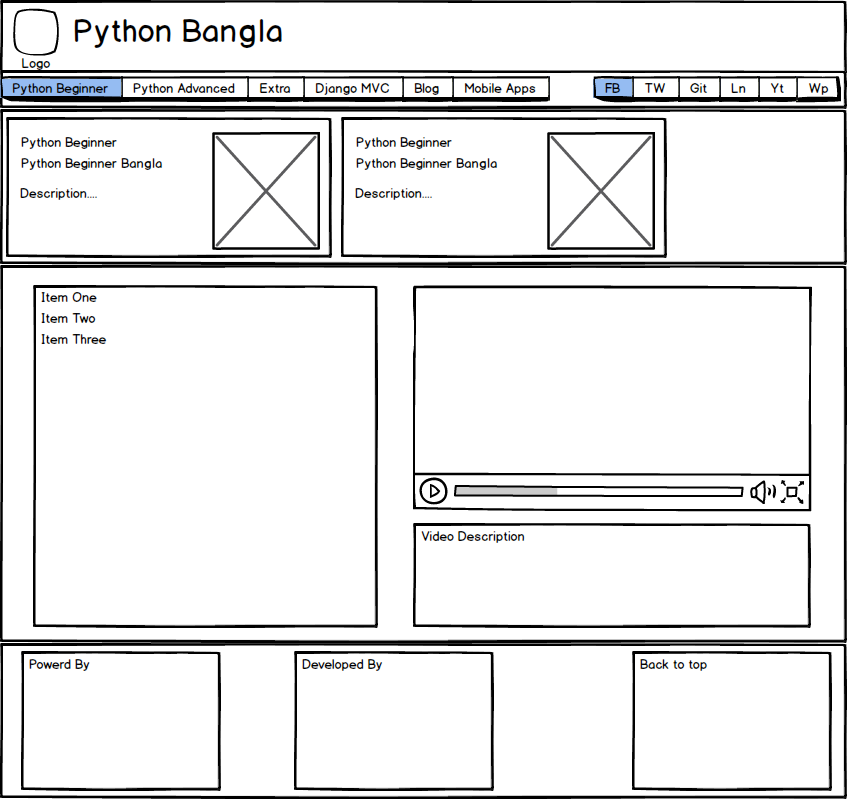 Python Bangla
Logo
Python Beginner Python Advanced Extra Django MVC Blog Mobile Apps FB TW Git Ln Yt Wp
Python Beginner
Python Beginner Bangla
Description....
Python Beginner
Python Beginner Bangla
Description....
Item One
Item Two
Item Three
Video Description
Powerd By
Developed By
Back to top